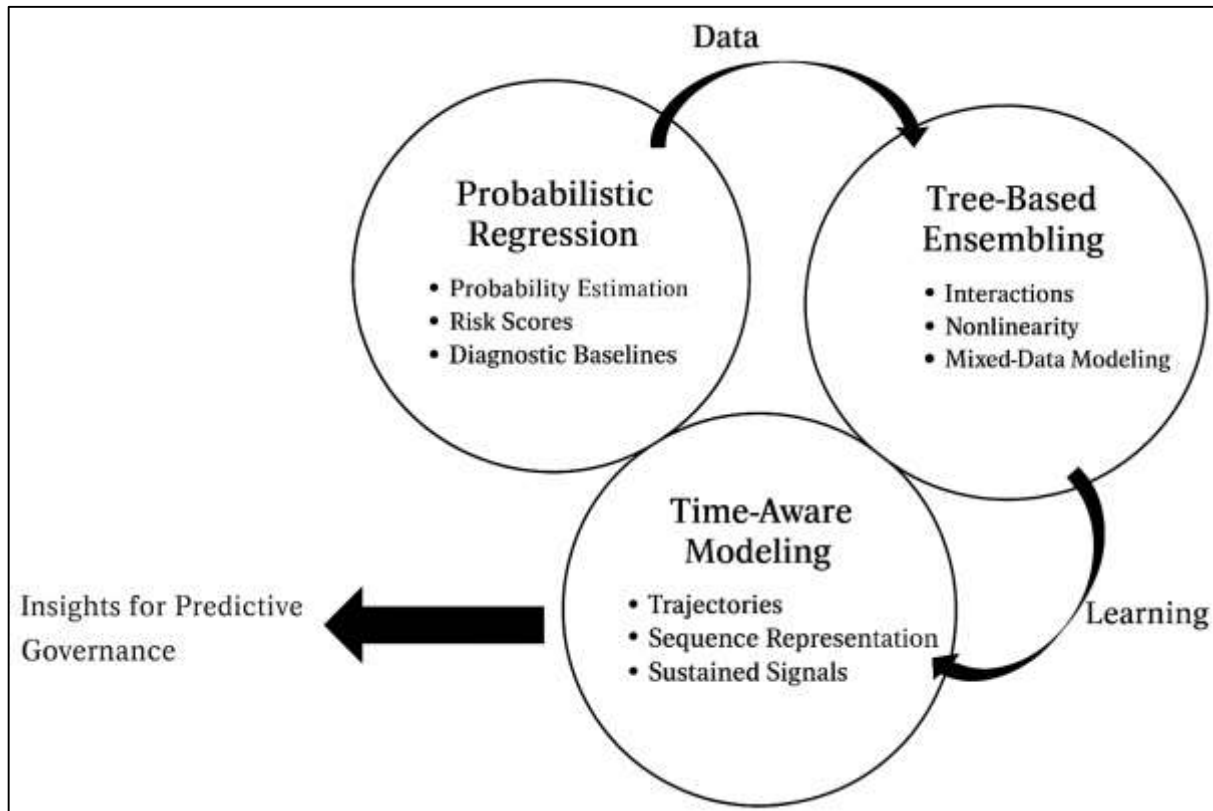 Data
Probabilistic
Regression
• Probability Estimation
• Risk Scores
• Diagnostic Baselines
Tree-Based
Ensembling
• Interactions
• Nonlinearity
• Mixed-Data Modeling
Learning
Time-Aware
Modeling
• Trajectories
• Sequence Representation
• Sustained Signals
Insights for Predictive
Governance